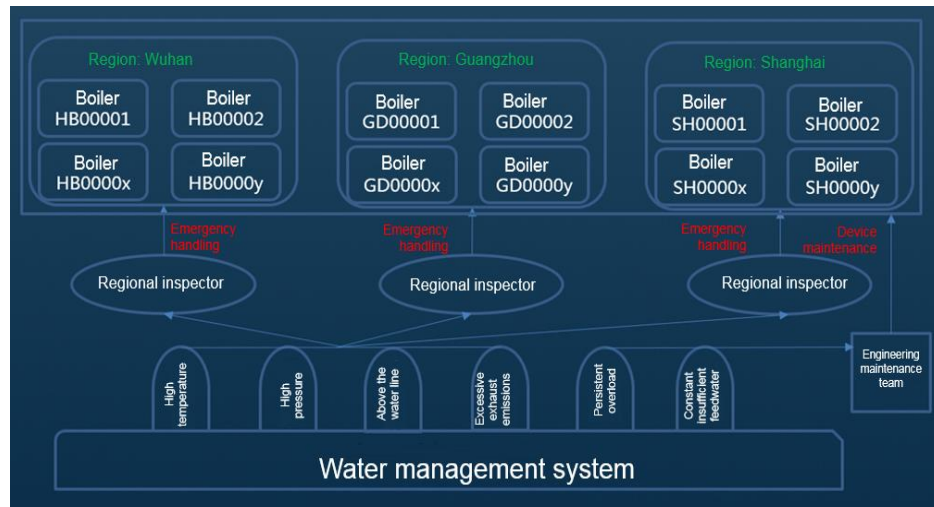 Region: Wuhan
Boiler
HB00001
Boiler
HB00002
Boiler
HB0000x
Boiler
HB0000y
Region: Guangzhou
Boiler
GD00001
Boiler
GD00002
Boiler
GD0000x
Boiler
GD0000y
Region: Shanghai
Boiler
SH00001
Boiler
SH00002
Boiler
SH0000x
Boiler
SH0000y
Emergency
handling
Emergency
handling
Emergency
handling
Device
maintenance
Regional inspector
Regional inspector
Regional inspector
High
temperature
High
pressure
Above the
water line
Excessive
exhaust
emissions
Persistent
overload
Constant
insufficient
feedwater
Engineering
maintenance
team
Water management system